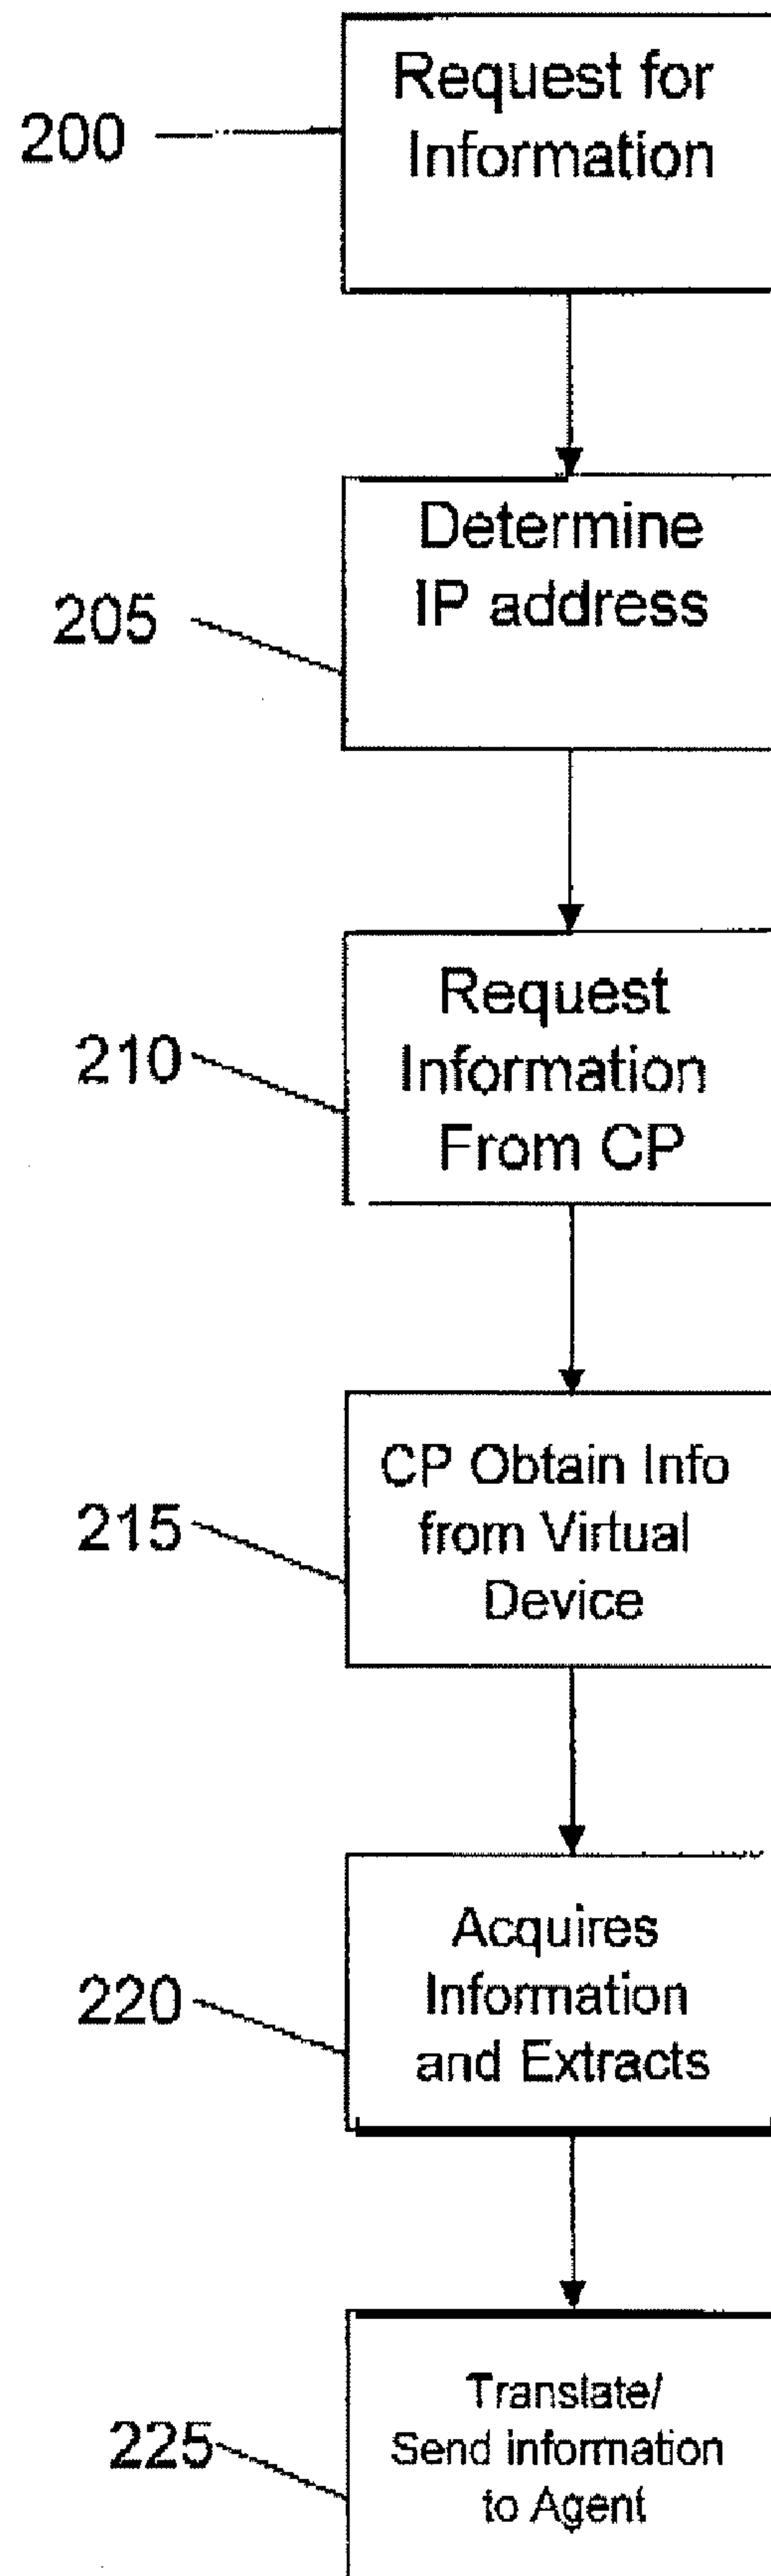 200
Request for
Information
205
Determine
IP address
210
Request
Information
From CP
215
CP Obtain Info
from Virtual
Device
220
Acquires
Information
and Extracts
225
Translate/
Send information
to Agent